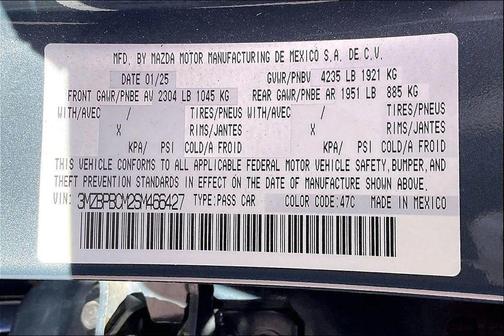 MFD. BY MAZDA MOTOR MANUFACTURING DE MEXICO S.A. DE C.V.
DATE 01/25 GVWR/PNBV 4235 LB 1921 KG
FRONT GAWR/PNBE AV 2304 LB 1045 KG REAR GAWR/PNBE AR 1951 LB 885 KG
WITH/AVEC / TIRES/PNEUS WITH/AVEC / TIRES/PNEUS
X RIMS/JANTES X RIMS/JANTES
KPA/ PSI COLD/A FROID KPA/ PSI COLD/A FROID
THIS VEHICLE CONFORMS TO ALL APPLICABLE FEDERAL MOTOR VEHICLE SAFETY, BUMPER, AND
THEFT PREVENTION STANDARDS IN EFFECT ON THE DATE OF MANUFACTURE SHOWN ABOVE.
VIN: 3MZBPBCM2SM466427 TYPE:PASS CAR COLOR CODE:47C MADE IN MEXICO